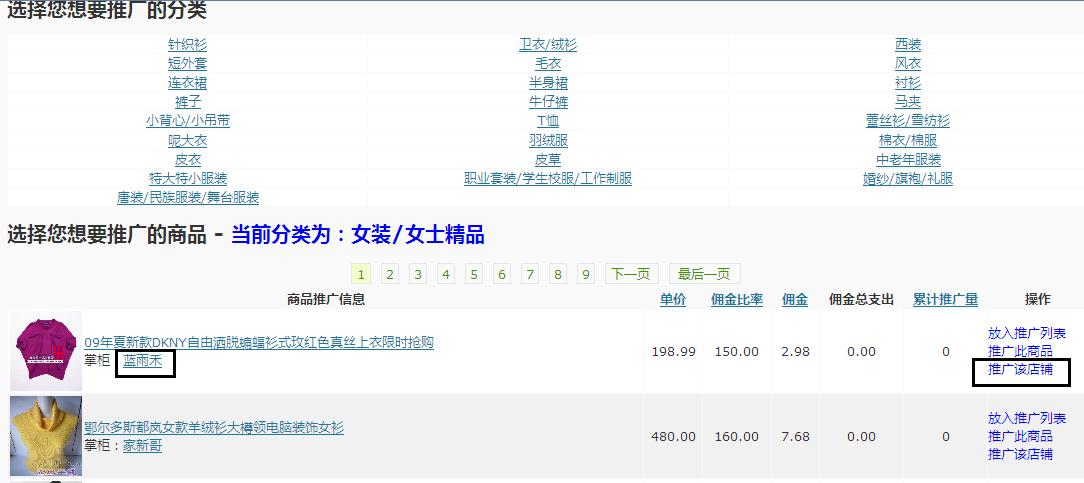 选择您想要推广的分类
针织衫 卫衣/绒衫 西装
短外套 毛衣 风衣
连衣裙 半身裙 衬衫
裤子 牛仔裤 马夹
小背心/小吊带 T恤 蕾丝衫/雪纺衫
呢大衣 羽绒服 棉衣/棉服
皮衣 皮草 中老年服装
特大特小服装 职业套装/学生校服/工作制服 婚纱/旗袍/礼服
唐装/民族服装/舞台服装
选择您想要推广的商品 - 当前分类为：女装/女士精品
1 2 3 4 5 6 7 8 9 下一页 最后一页
商品推广信息 单价 佣金比率 佣金 佣金总支出 累计推广量 操作
09年夏新款DKNY自由洒脱蝙蝠衫式玫红色真丝上衣限时抢购
掌柜 蓝雨禾
198.99 150.00 2.98 0.00 0
放入推广列表
推广此商品
推广该店铺
鄂尔多斯都岚女款羊绒衫大樽领电脑装饰女衫
掌柜：家新哥
480.00 160.00 7.68 0.00 0
放入推广列表
推广此商品
推广该店铺